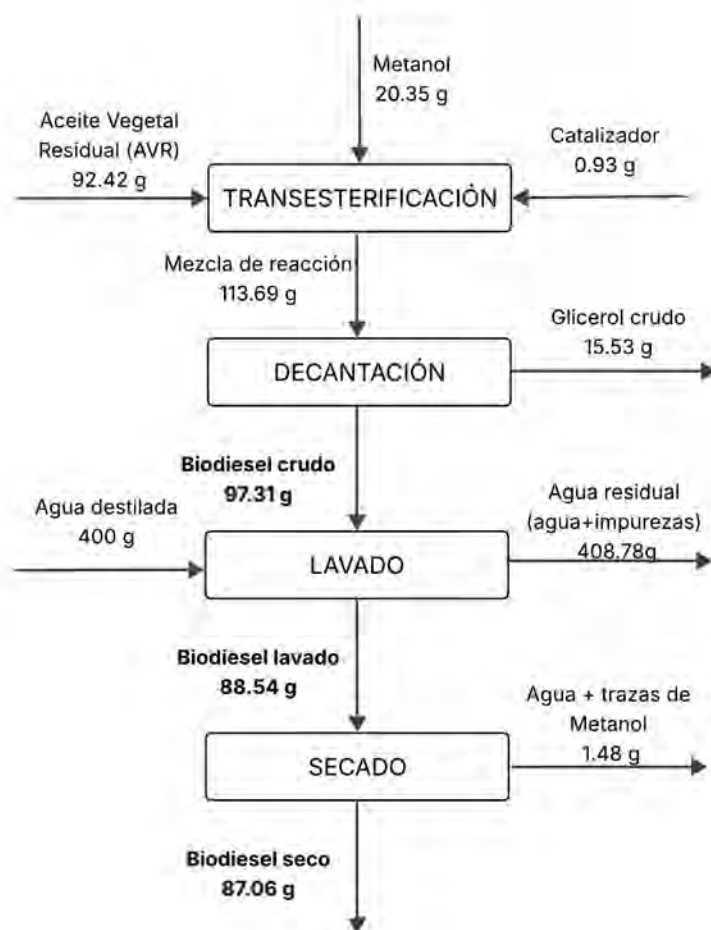 Metanol
20.35 g
Aceite Vegetal
Residual (AVR)
92.42 g
Catalizador
0.93 g
TRANSESTERIFICACIÓN
Mezcla de reacción
113.69 g
Glicerol crudo
15.53 g
DECANTACIÓN
Biodiesel crudo
97.31 g
Agua destilada
400 g
Agua residual
(agua+impurezas)
408.78g
LAVADO
Biodiesel lavado
88.54 g
Agua + trazas de
Metanol
1.48 g
SECADO
Biodiesel seco
87.06 g